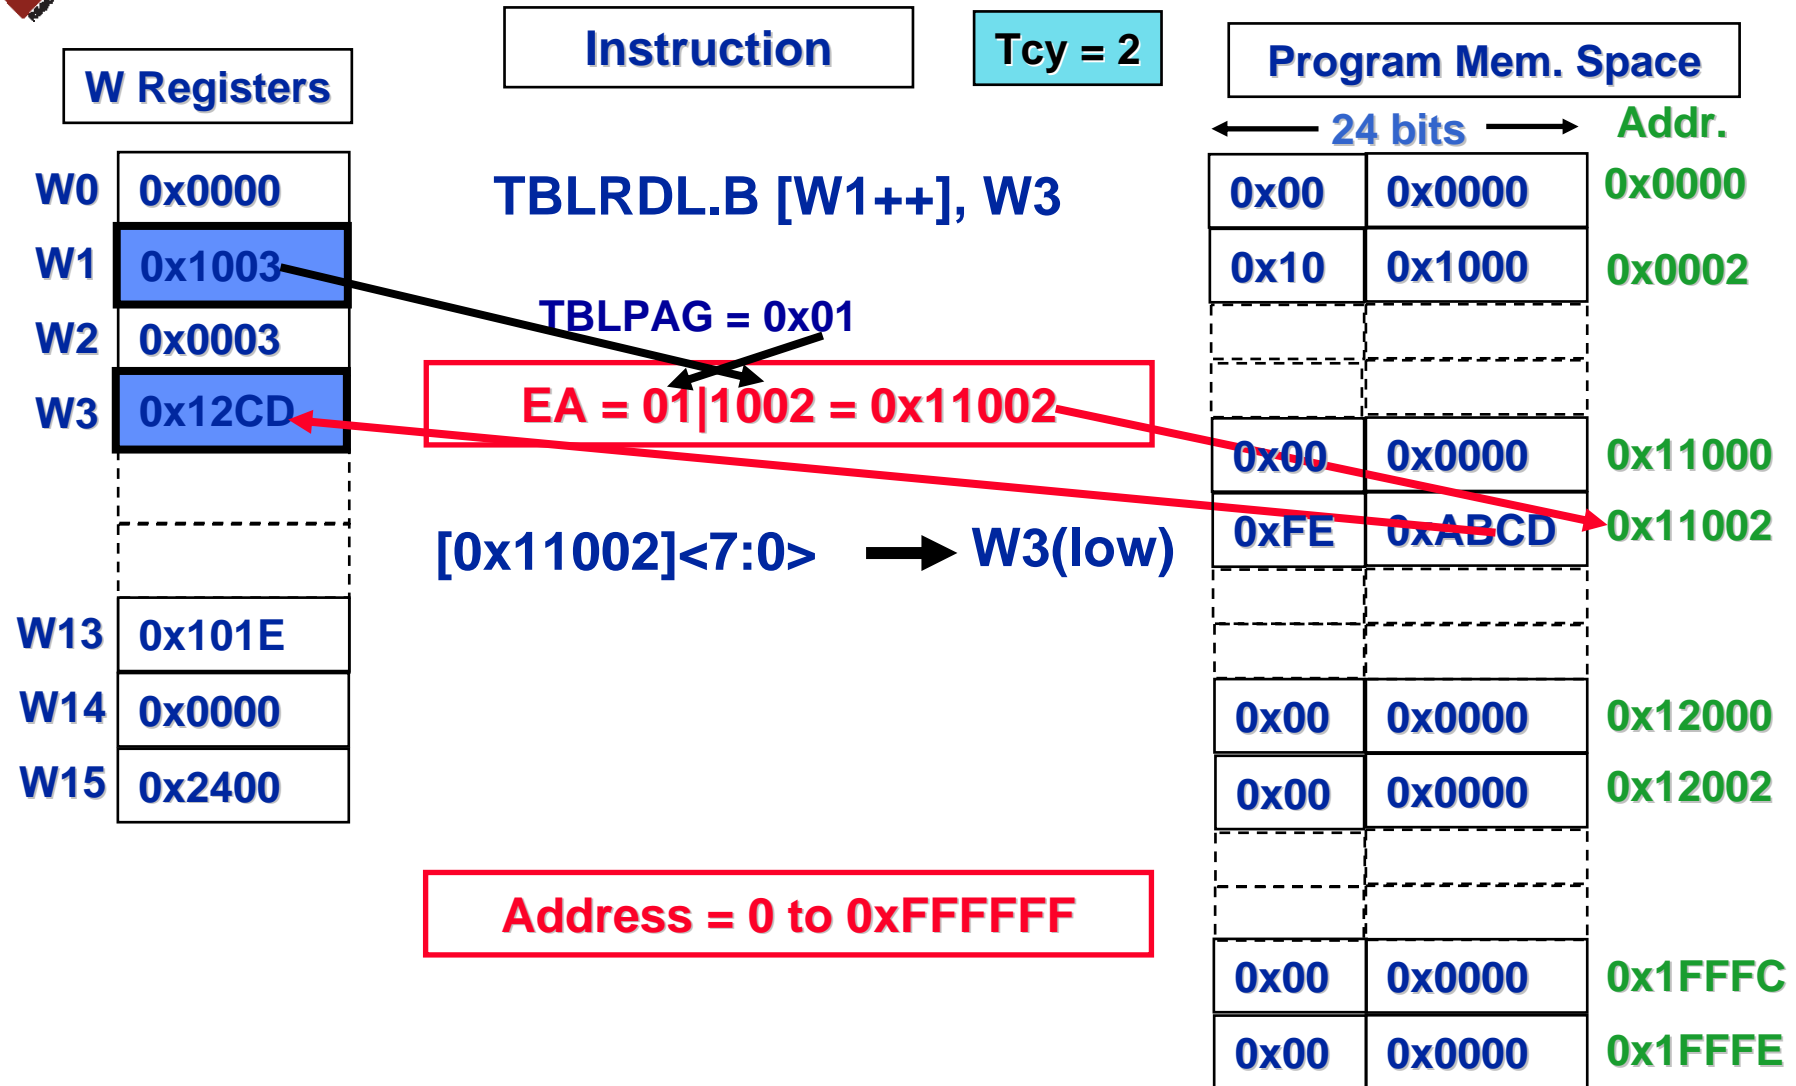 Instruction
Tcy = 2
W Registers
Program Mem. Space
24 bits
Addr.
W0 0x0000
TBLRDL.B [W1++], W3
0x00 0x0000 0x0000
W1 0x1003
0x10 0x1000 0x0002
TBLPAG = 0x01
W2 0x0003
W3 0x12CD
EA = 01|1002 = 0x11002
0x00 0x0000 0x11000
[0x11002]<7:0> W3(low)
0xFE 0xABCD 0x11002
W13 0x101E
W14 0x0000
0x00 0x0000 0x12000
W15 0x2400
0x00 0x0000 0x12002
Address = 0 to 0xFFFFFF
0x00 0x0000 0x1FFFC
0x00 0x0000 0x1FFFE